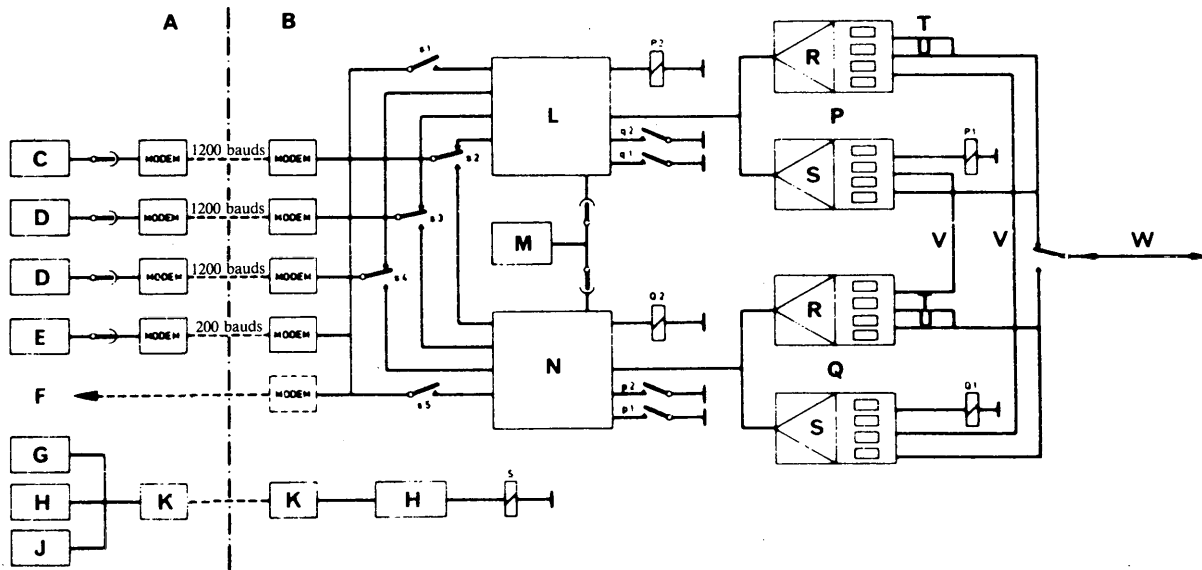 A B
s1 P2 R T
L P
q2
q1 P1
C MODEM 1200 bauds MODEM s2 S
D MODEM 1200 bauds MODEM s3
M V V W
D MODEM 1200 bauds MODEM s4
Q2 R
E MODEM 200 bauds MODEM
N Q
F MODEM s5 p2
p1 Q1
S
G
H K K H S
J